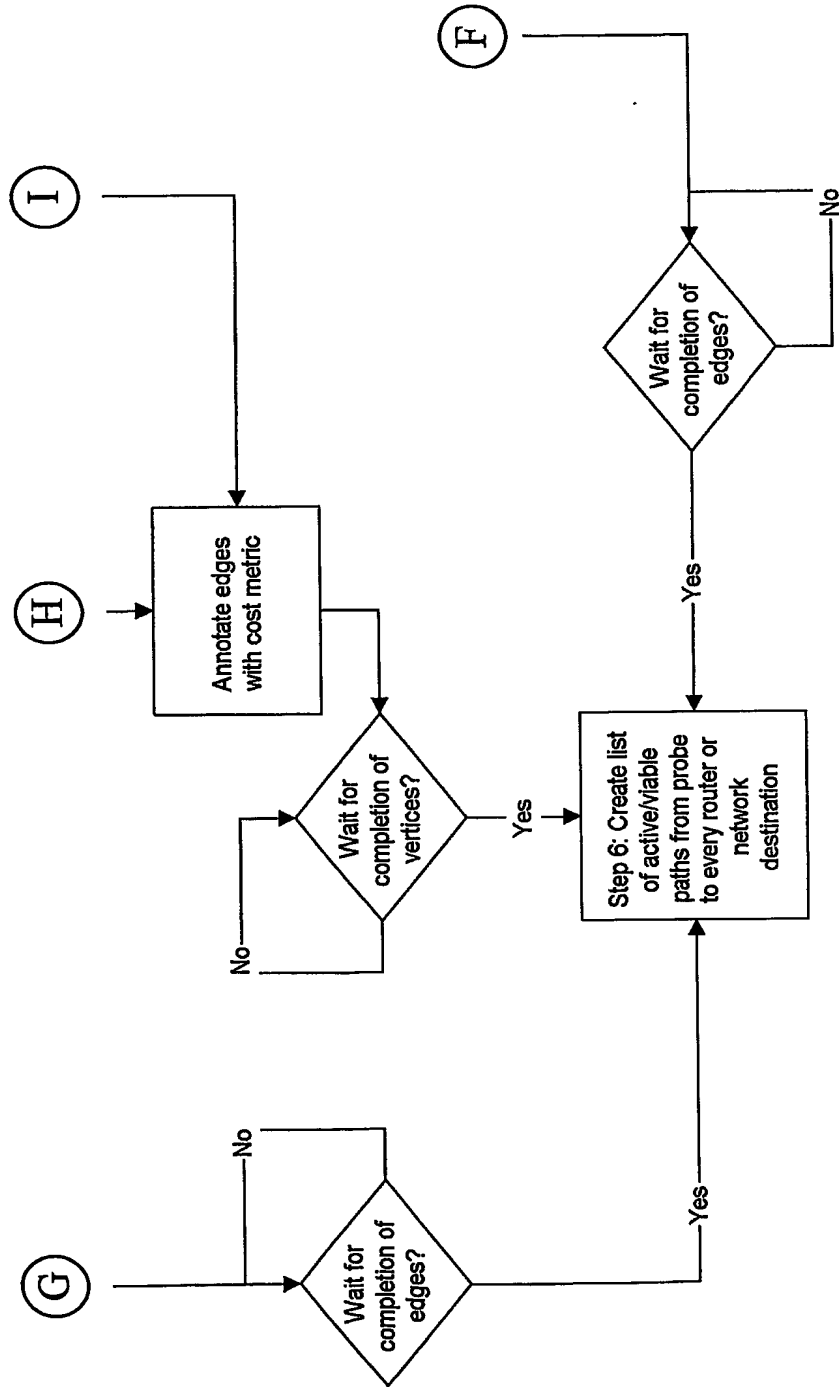 G
H
I
Annotate edges
with cost metric
No
Wait for
completion of
edges?
No
Wait for
completion of
vertices?
Yes
F
Yes
Step 6: Create list
of active/viable
paths from probe
to every router or
network
destination
Yes
Wait for
completion of
edges?
No